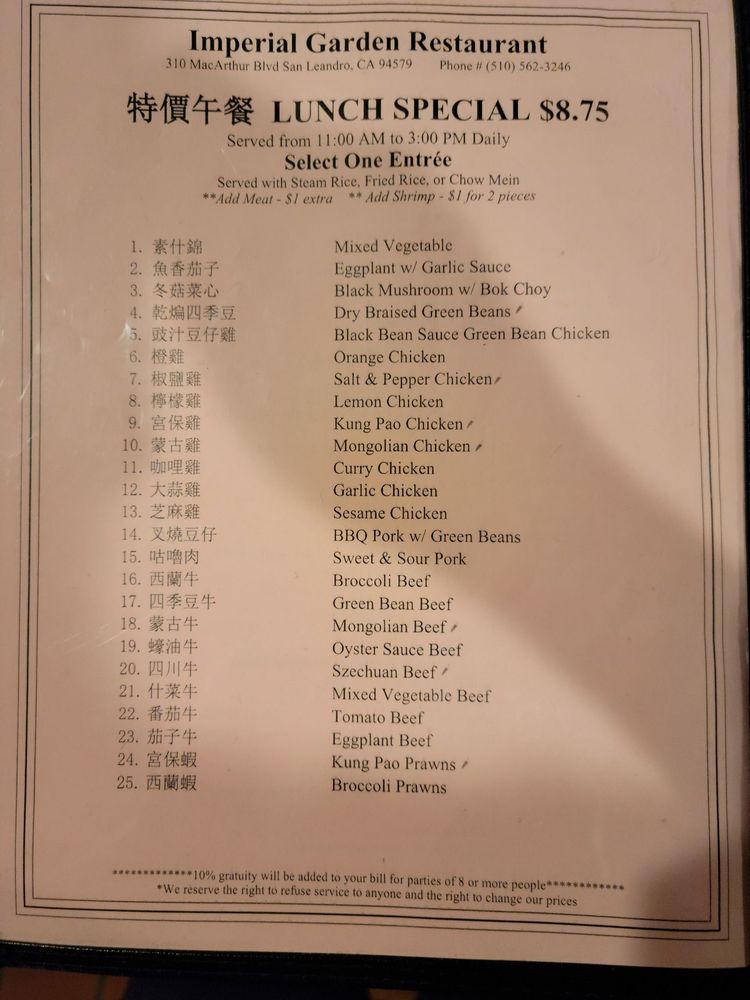 Imperial Garden Restaurant
310 MacArthur Blvd San Leandro, CA 94579 Phone # (510) 562-3246
特價午餐 LUNCH SPECIAL $8.75
Served from 11:00 AM to 3:00 PM Daily
Select One Entrée
Served with Steam Rice, Fried Rice, or Chow Mein
**Add Meat - $1 extra ** Add Shrimp - $1 for 2 pieces
1. 素什錦 Mixed Vegetable
2. 魚香茄子 Eggplant w/ Garlic Sauce
3. 冬菇菜心 Black Mushroom w/ Bok Choy
4. 乾煸四季豆 Dry Braised Green Beans
5. 豉汁豆仔雞 Black Bean Sauce Green Bean Chicken
6. 橙雞 Orange Chicken
7. 椒鹽雞 Salt & Pepper Chicken
8. 檸檬雞 Lemon Chicken
9. 宮保雞 Kung Pao Chicken
10. 蒙古雞 Mongolian Chicken
11. 咖哩雞 Curry Chicken
12. 大蒜雞 Garlic Chicken
13. 芝麻雞 Sesame Chicken
14. 叉燒豆仔 BBQ Pork w/ Green Beans
15. 咕嚕肉 Sweet & Sour Pork
16. 西蘭牛 Broccoli Beef
17. 四季豆牛 Green Bean Beef
18. 蒙古牛 Mongolian Beef
19. 蠔油牛 Oyster Sauce Beef
20. 四川牛 Szechuan Beef
21. 什菜牛 Mixed Vegetable Beef
22. 番茄牛 Tomato Beef
23. 茄子牛 Eggplant Beef
24. 宮保蝦 Kung Pao Prawns
25. 西蘭蝦 Broccoli Prawns
*************10% gratuity will be added to your bill for parties of 8 or more people************
*We reserve the right to refuse service to anyone and the right to change our prices